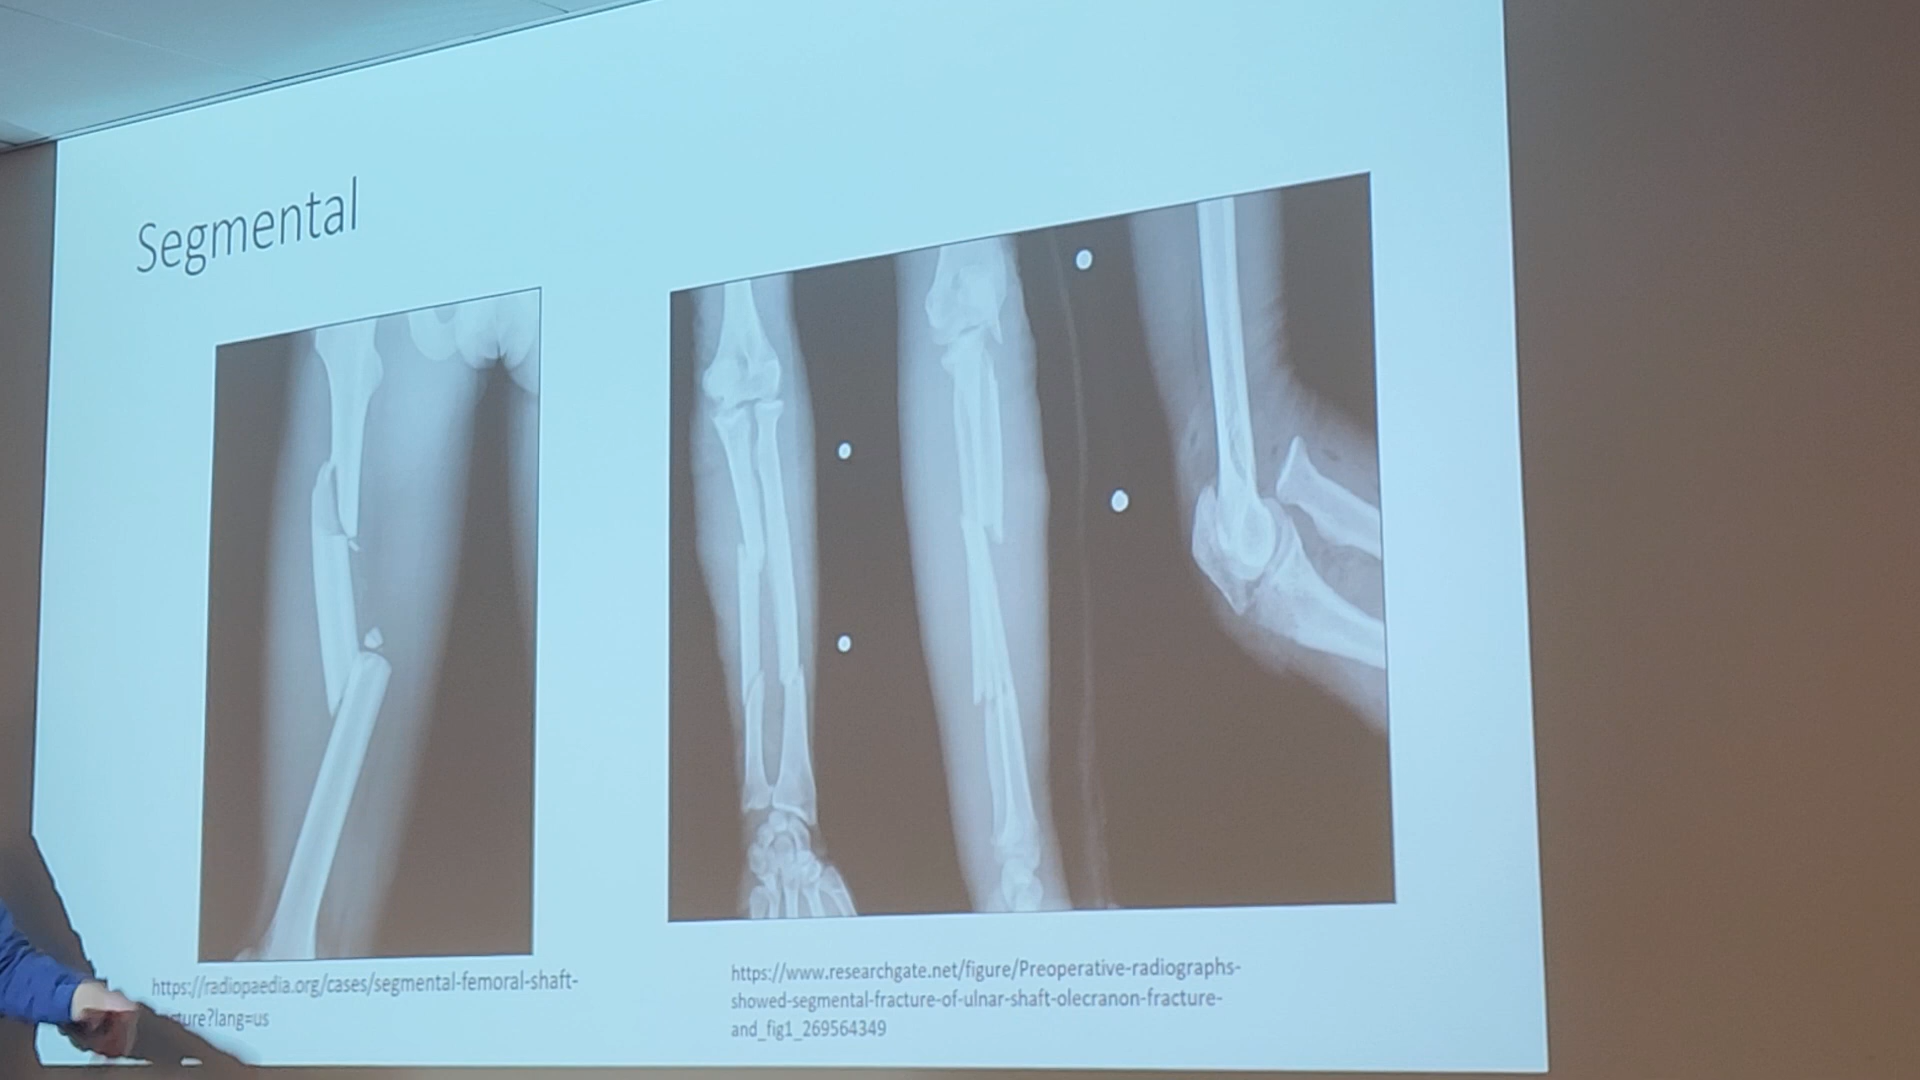 Segmental
https://radiopaedia.org/cases/segmental-femoral-shaft-
ture?lang=us
https://www.researchgate.net/figure/Preoperative-radiographs-
showed-segmental-fracture-of-ulnar-shaft-olecranon-fracture-
and_fig1_269564349